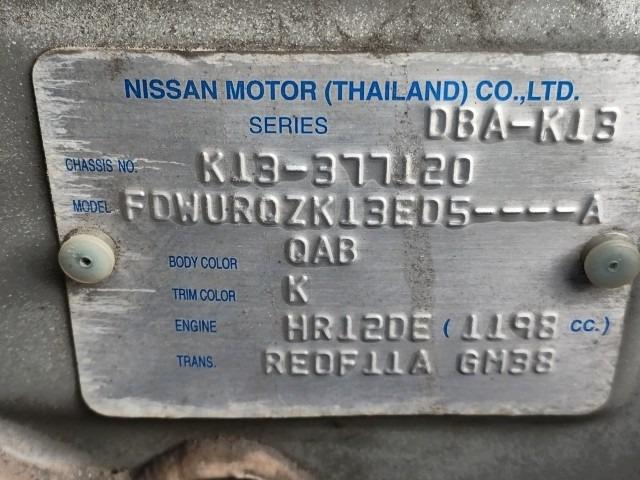 NISSAN MOTOR (THAILAND) CO.,LTD.
SERIES DBA-K13
CHASSIS NO. K13-377120
MODEL FDWURQZK13ED5----A
BODY COLOR QAB
TRIM COLOR K
ENGINE HR12DE ( 1198 CC.)
TRANS. RE0F11A GM38